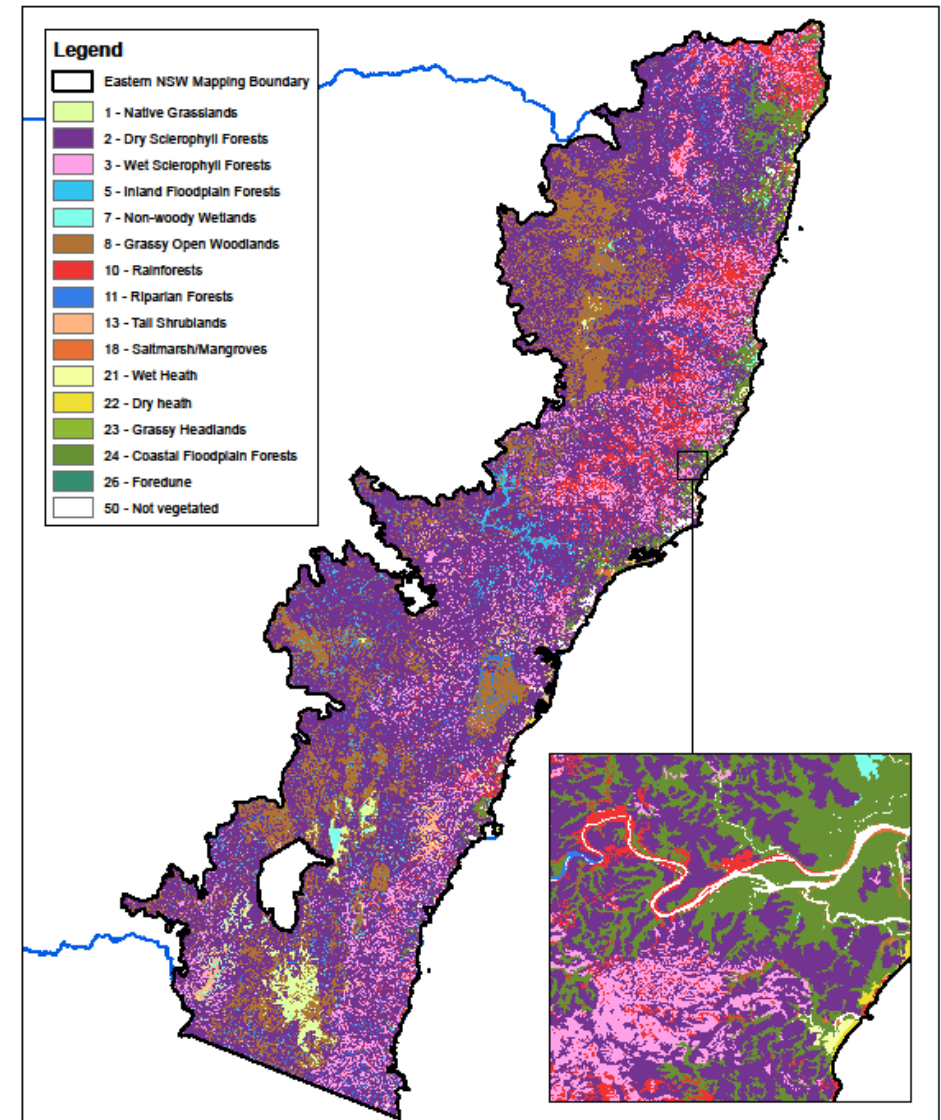 Legend
Eastern NSW Mapping Boundary
1 - Native Grasslands
2 - Dry Sclerophyll Forests
3 - Wet Sclerophyll Forests
5 - Inland Floodplain Forests
7 - Non-woody Wetlands
8 - Grassy Open Woodlands
10 - Rainforests
11 - Riparian Forests
13 - Tall Shrublands
18 - Saltmarsh/Mangroves
21 - Wet Heath
22 - Dry heath
23 - Grassy Headlands
24 - Coastal Floodplain Forests
26 - Foredune
50 - Not vegetated